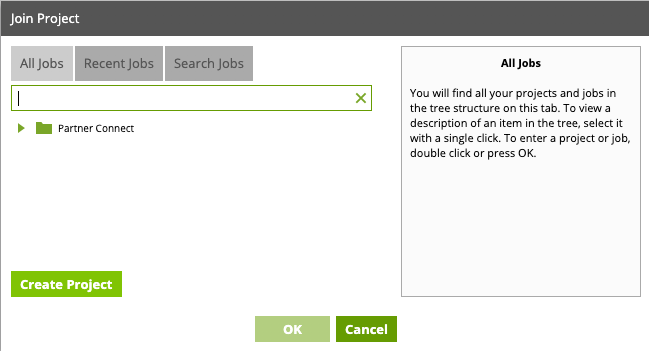 Join Project
All Jobs
Recent Jobs
Search Jobs
Partner Connect
Create Project
All Jobs
You will find all your projects and jobs in
the tree structure on this tab. To view a
description of an item in the tree, select it
with a single click. To enter a project or job,
double click or press OK.
OK
Cancel